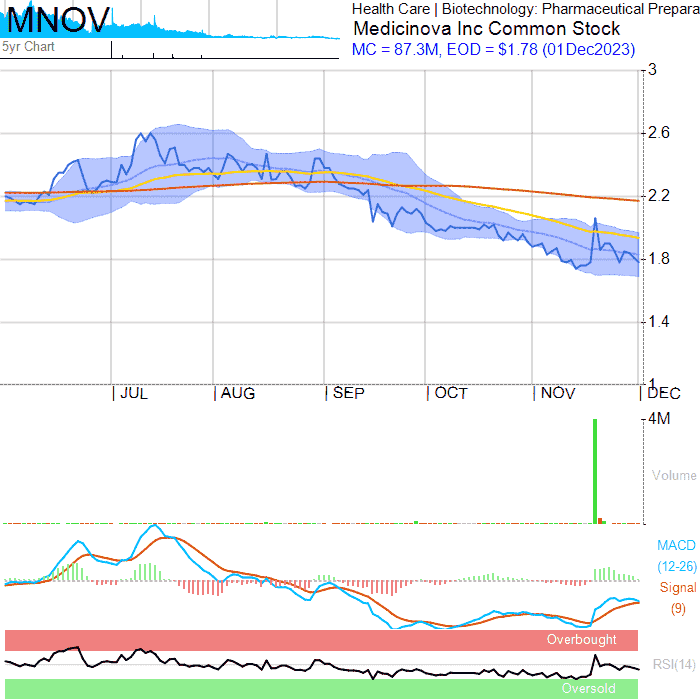 MNOV
5yr Chart
Health Care | Biotechnology: Pharmaceutical Prepara
Medicinova Inc Common Stock
MC = 87.3M, EOD = $1.78 (01Dec2023)
3
2.6
2.2
1.8
1.4
1
JUL AUG SEP OCT NOV DEC
4M
Volume
MACD
(12-26)
Signal
(9)
Overbought
RSI(14)
Oversold